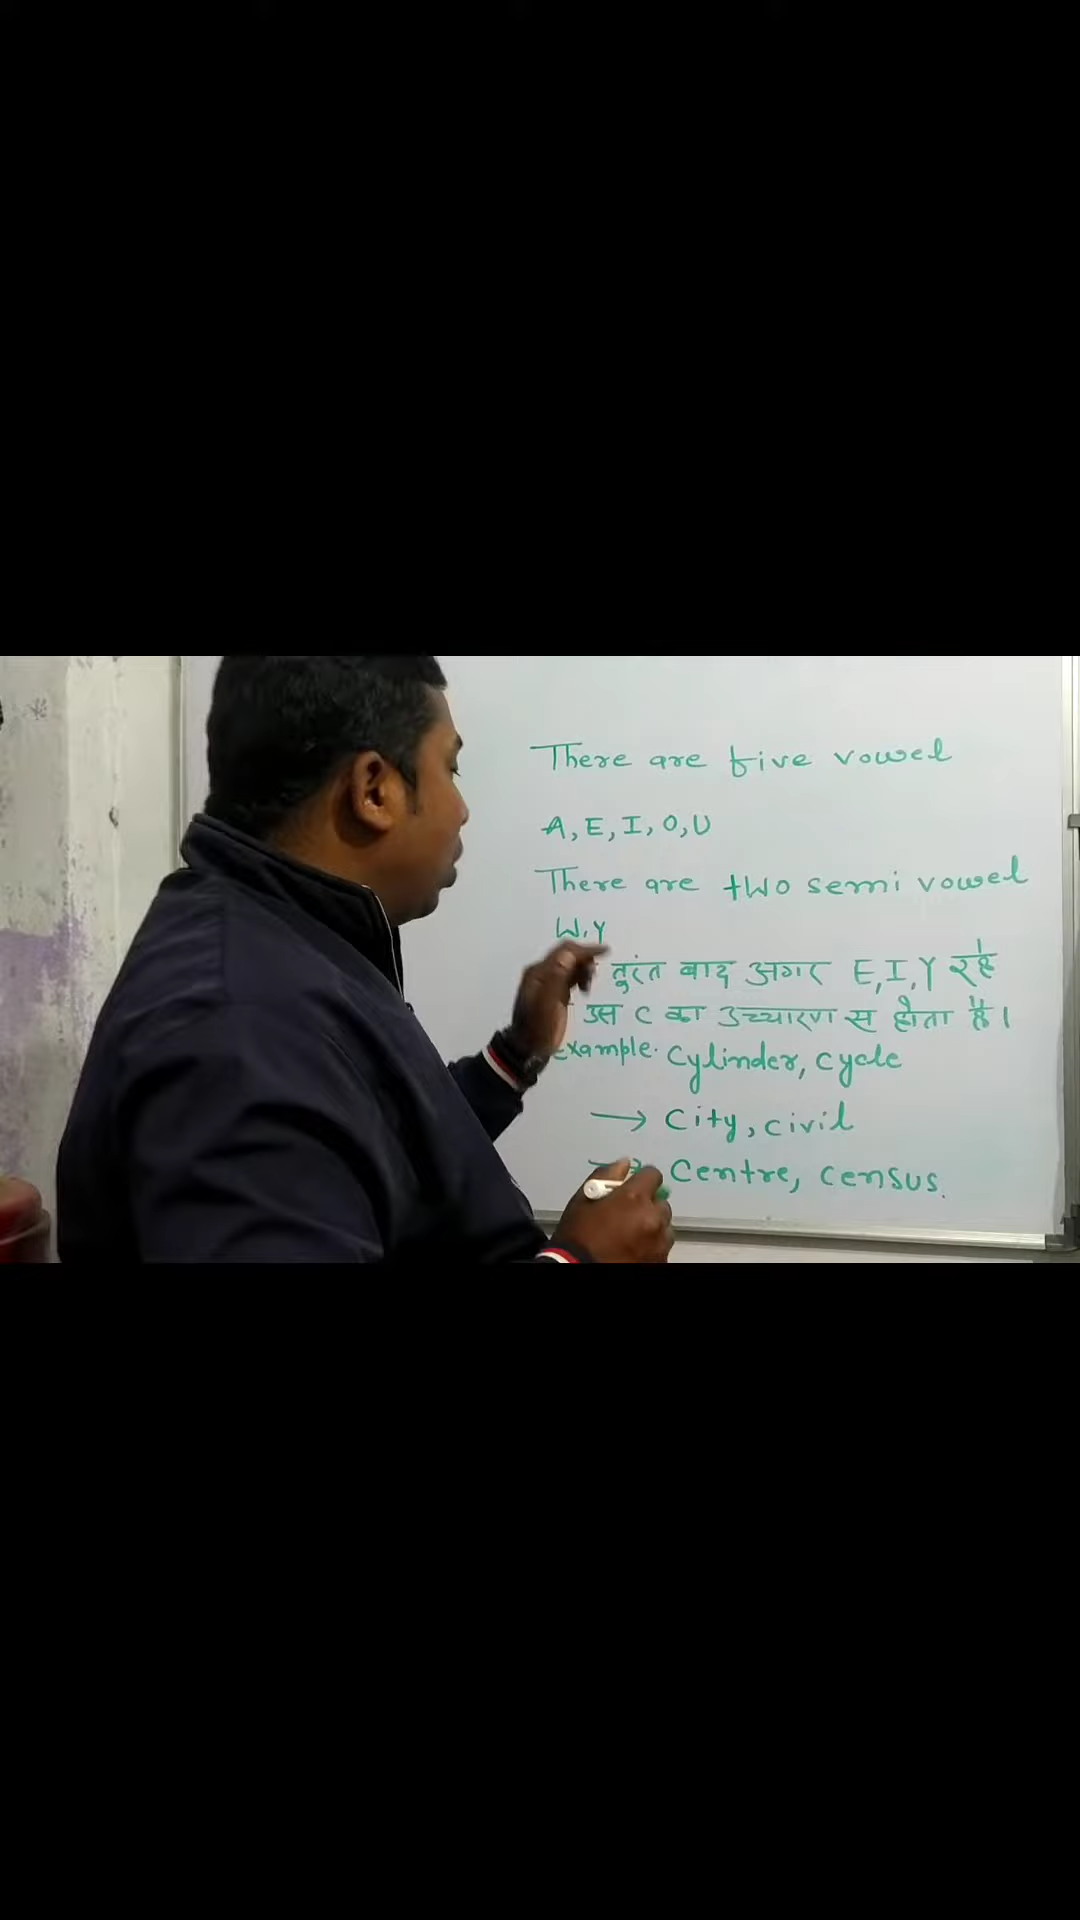 There are five vowel
A, E, I, O, U
There are two semi vowel
W, Y
तुरंत बाद अगर E, I, Y रहे
उस C का उच्चारण स होता है।
Example. Cylinder, cycle
→ City, civil
Centre, census.